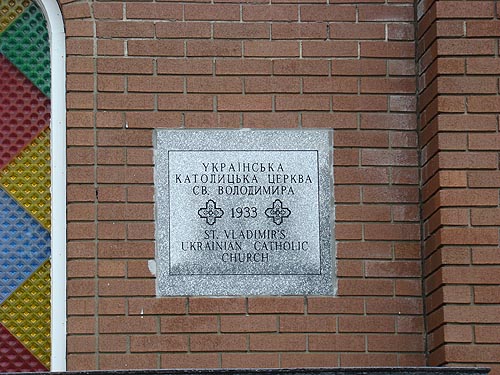 УКРАЇНСЬКА
КАТОЛИЦЬКА ЦЕРКВА
СВ. ВОЛОДИМИРА
1933
ST. VLADIMIR'S
UKRAINIAN CATHOLIC
CHURCH